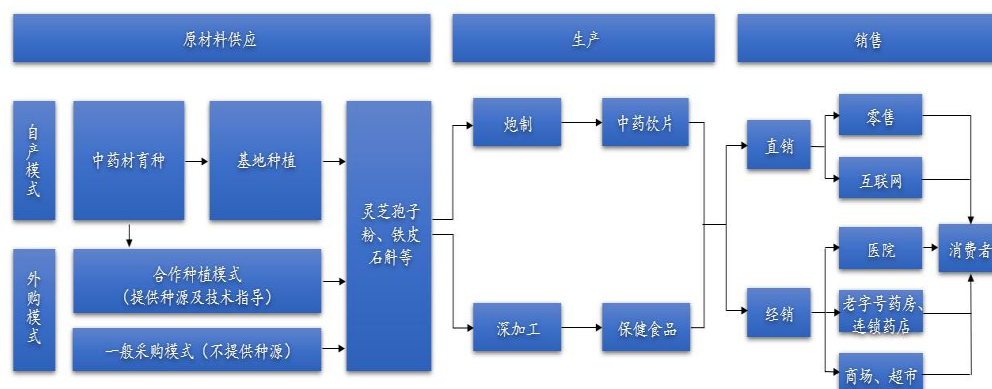 原材料供应
生产
销售
自产模式
中药材育种
基地种植
外购模式
合作种植模式
(提供种源及技术指导)
一般采购模式(不提供种源)
灵芝孢子
粉、铁皮
石斛等
炮制
中药饮片
深加工
保健食品
直销
零售
互联网
经销
医院
老字号药房、
连锁药店
商场、超市
消费者